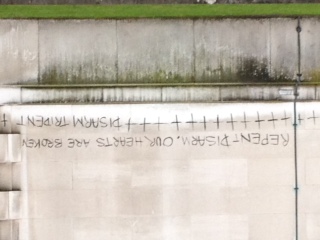 REPENT DISARM. OUR HEARTS ARE BROKEN
DISARM TRIDENT